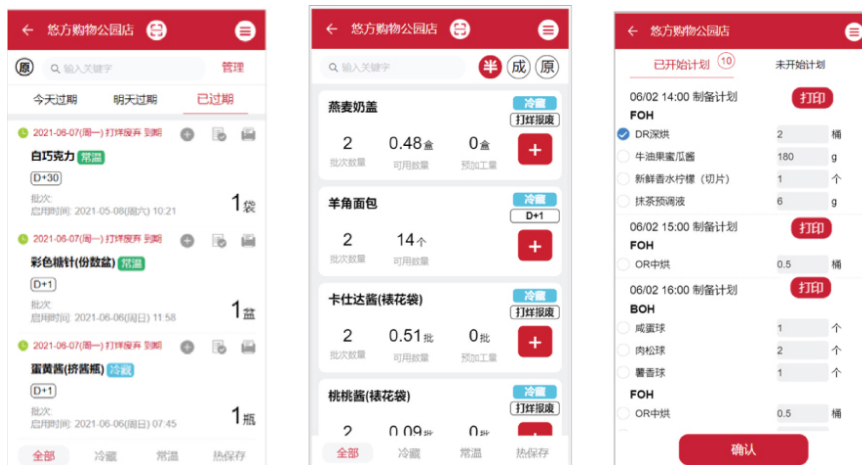 悠方购物公园店
原
输入关键字
管理
今天过期 明天过期 已过期
2021-06-07(周一)打烊废弃 到期
白巧克力 常温
D+30
批次:
启用时间: 2021-05-08(周六) 10:21
1袋
2021-06-07(周一)打烊废弃 到期
彩色糖针(份数盆) 常温
D+1
批次:
启用时间: 2021-06-06(周日) 11:58
1盆
2021-06-07(周一)打烊废弃 到期
蛋黄酱(挤酱瓶) 冷藏
D+1
批次:
启用时间: 2021-06-06(周日) 07:45
1瓶
全部 冷藏 常温 热保存
悠方购物公园店
输入关键字
半 成 原
燕麦奶盖
冷藏
打烊报废
2 0.48盒 0盒
批次数量 可用数量 预加工量
羊角面包
冷藏
D+1
2 14个
批次数量 可用数量
卡仕达酱(裱花袋)
冷藏
打烊报废
2 0.51批 0批
批次数量 可用数量 预加工量
桃桃酱(裱花袋)
冷藏
打烊报废
2 0.09批 0批
全部 冷藏 常温 热保存
悠方购物公园店
已开始计划 10 未开始计划
06/02 14:00 制备计划 打印
FOH
DR深烘 2 桶
牛油果蜜瓜酱 180 g
新鲜香水柠檬（切片） 1 个
抹茶预调液 6 g
06/02 15:00 制备计划 打印
FOH
OR中烘 0.5 桶
06/02 16:00 制备计划 打印
BOH
咸蛋球 1 个
肉松球 2 个
薯香球 1 个
FOH
OR中烘 0.5 桶
确认